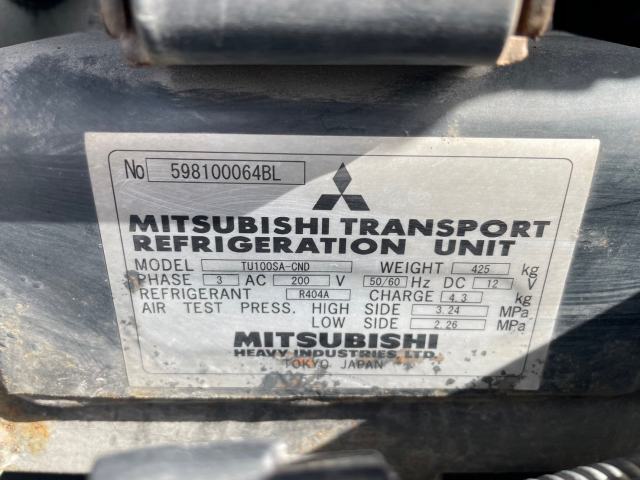 No 598100064BL
MITSUBISHI TRANSPORT
REFRIGERATION UNIT
MODEL TU100SA-CND WEIGHT 425 kg
PHASE 3 AC 200 V 50/60 Hz DC 12 V
REFRIGERANT R404A CHARGE 4.3 kg
AIR TEST PRESS. HIGH SIDE 3.24 MPa
LOW SIDE 2.26 MPa
MITSUBISHI
HEAVY INDUSTRIES, LTD.
TOKYO JAPAN